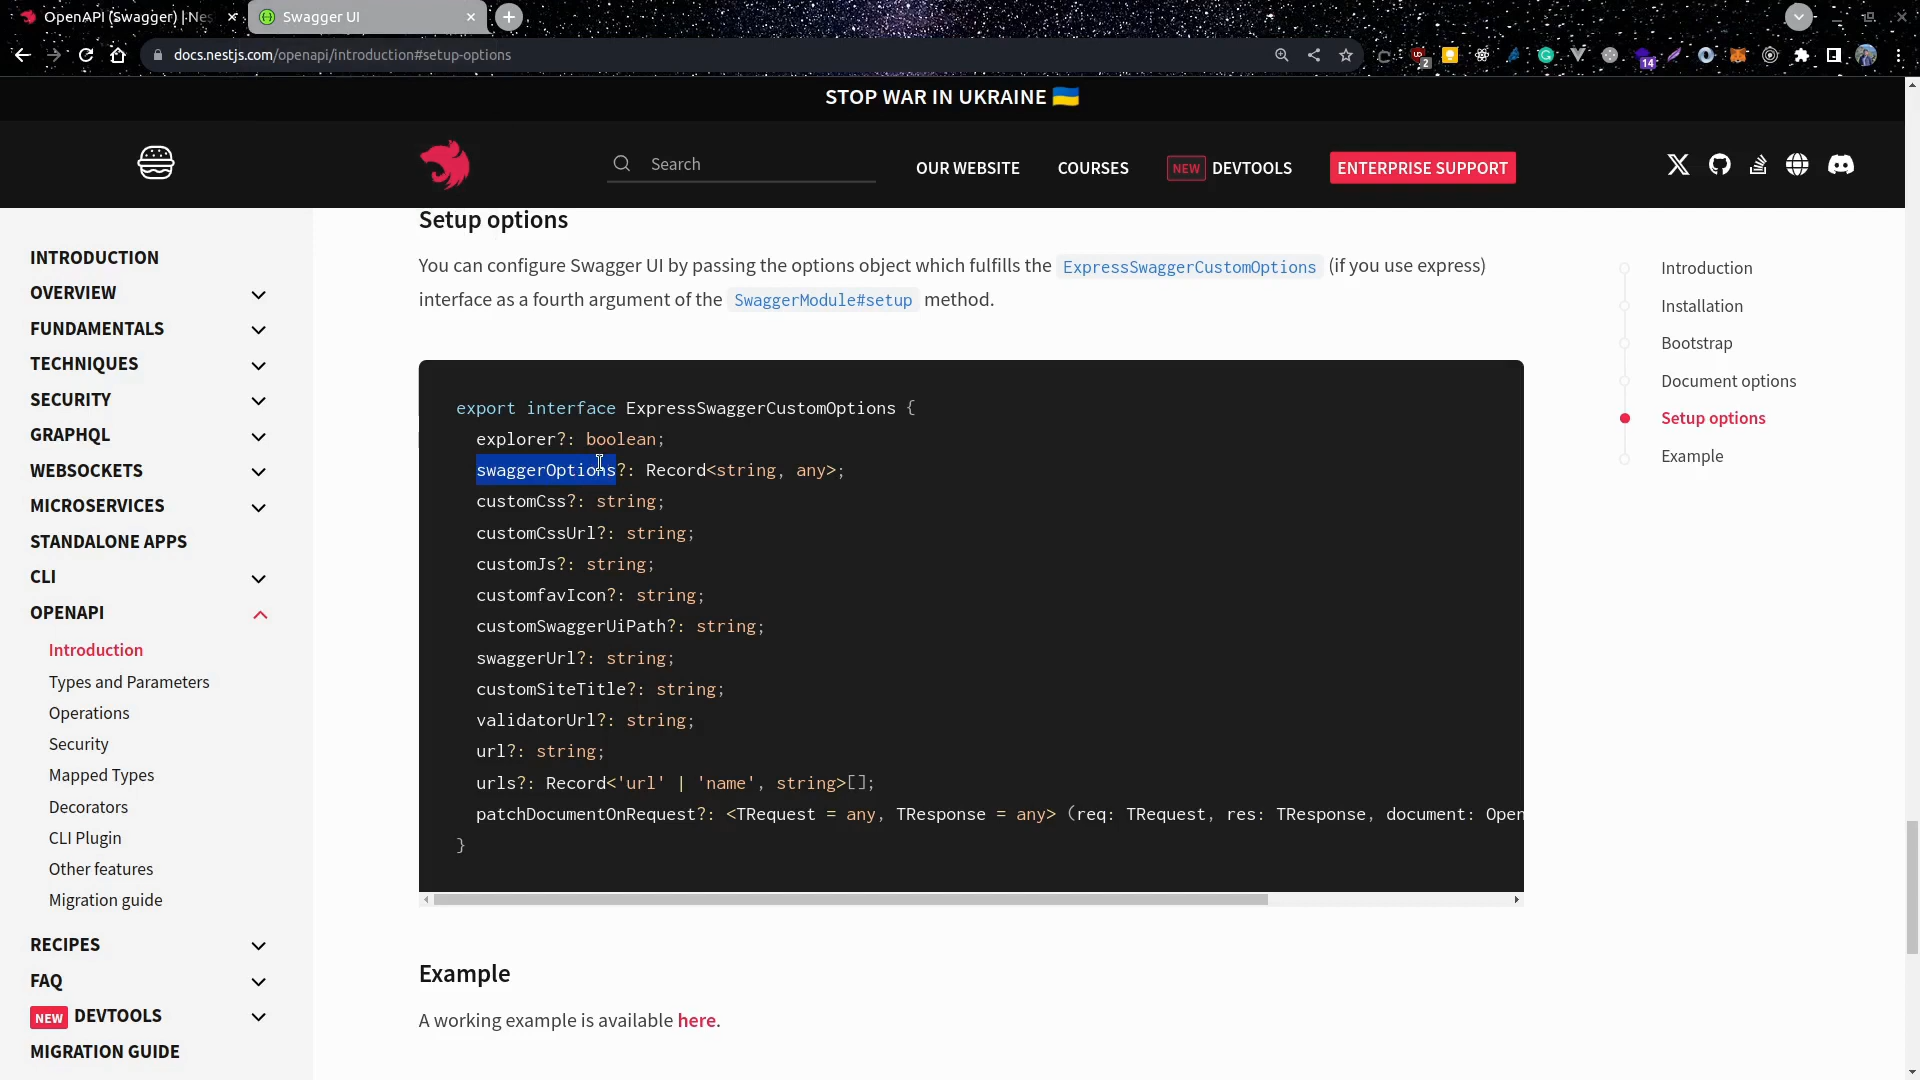 OpenAPI (Swagger) | Nes
Swagger UI
docs.nestjs.com/openapi/introduction#setup-options
2
14
STOP WAR IN UKRAINE 🇺🇦
Search
OUR WEBSITE
COURSES
NEW DEVTOOLS
ENTERPRISE SUPPORT
INTRODUCTION
OVERVIEW
FUNDAMENTALS
TECHNIQUES
SECURITY
GRAPHQL
WEBSOCKETS
MICROSERVICES
STANDALONE APPS
CLI
OPENAPI
Introduction
Types and Parameters
Operations
Security
Mapped Types
Decorators
CLI Plugin
Other features
Migration guide
RECIPES
FAQ
NEW DEVTOOLS
MIGRATION GUIDE
Setup options
You can configure Swagger UI by passing the options object which fulfills the ExpressSwaggerCustomOptions (if you use express)
interface as a fourth argument of the SwaggerModule#setup method.
export interface ExpressSwaggerCustomOptions {
explorer?: boolean;
swaggerOptions?: Record<string, any>;
customCss?: string;
customCssUrl?: string;
customJs?: string;
customfavIcon?: string;
customSwaggerUiPath?: string;
swaggerUrl?: string;
customSiteTitle?: string;
validatorUrl?: string;
url?: string;
urls?: Record<'url' | 'name', string>[];
patchDocumentOnRequest?: <TRequest = any, TResponse = any> (req: TRequest, res: TResponse, document: Open
}
Example
A working example is available here.
Introduction
Installation
Bootstrap
Document options
Setup options
Example